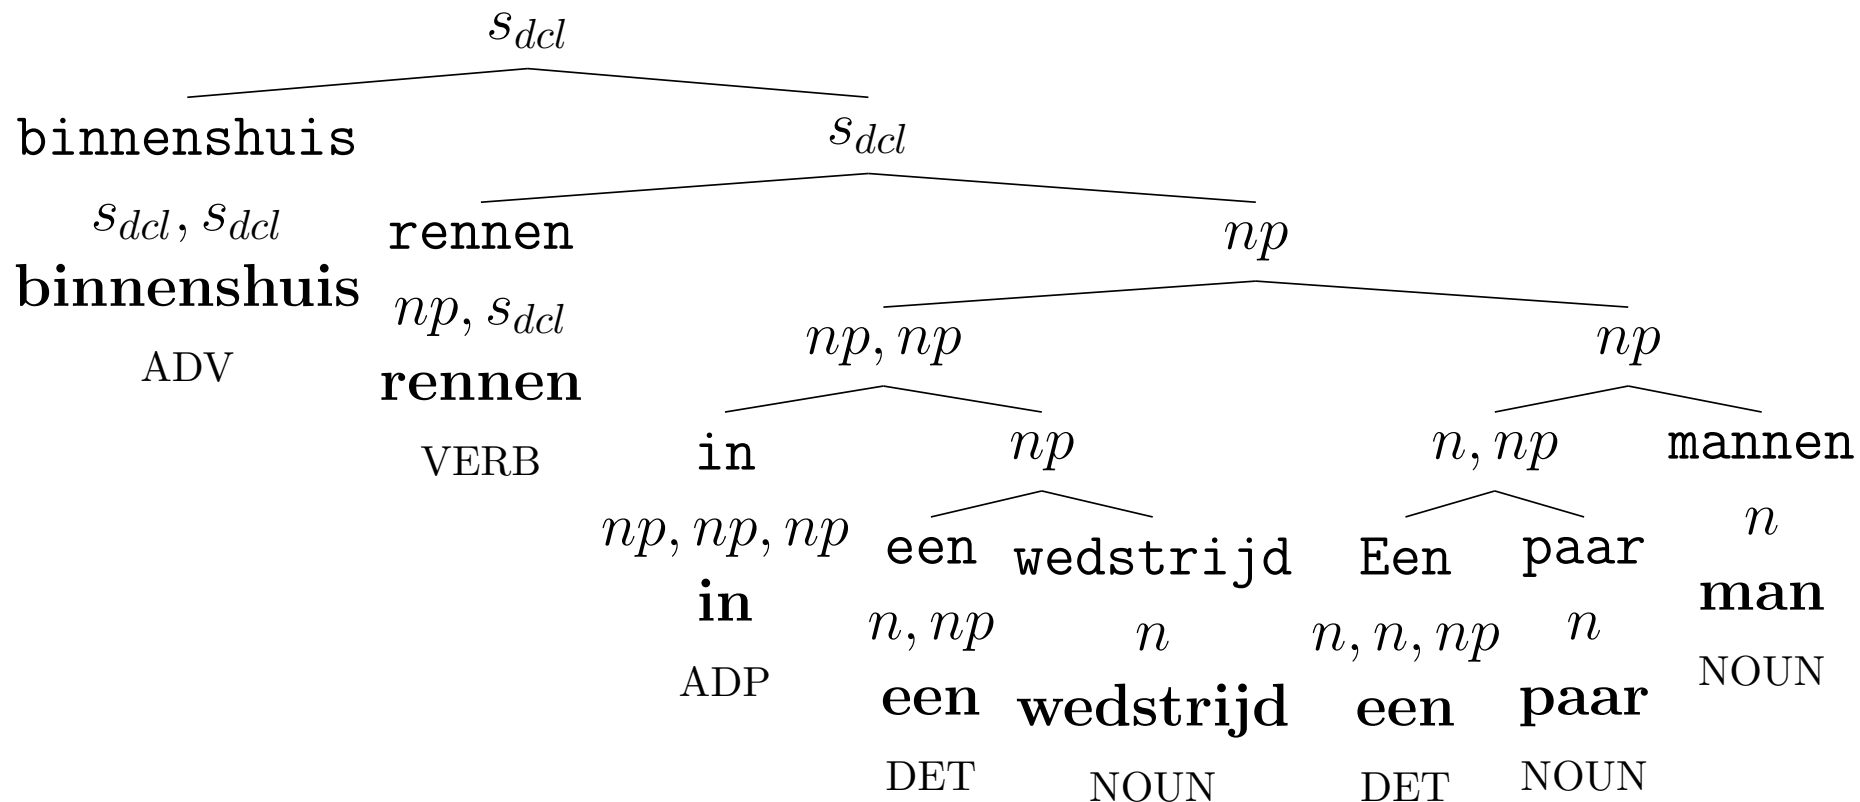 s_dcl
binnenshuis s_dcl
s_dcl, s_dcl rennen np
binnenshuis np, s_dcl np, np np
ADV rennen in np n, np mannen
VERB np, np, np een wedstrijd Een paar n
in n, np n n, n, np n man
ADP een wedstrijd een paar NOUN
DET NOUN DET NOUN